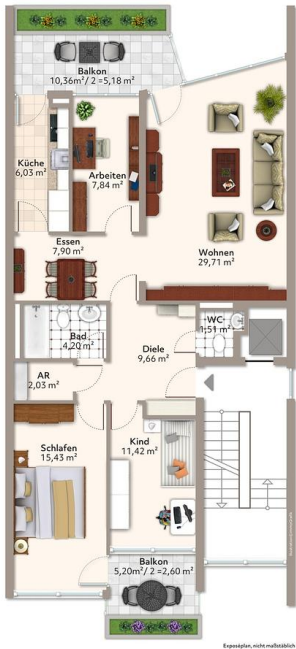 Balkon
10,36m²/ 2 =5,18 m²
Küche
6,03 m²
Arbeiten
7,84 m²
Essen
7,90 m²
Wohnen
29,71 m²
Bad
4,20 m²
Diele
9,66 m²
WC
1,51 m²
AR
2,03 m²
Schlafen
15,43 m²
Kind
11,42 m²
Balkon
5,20m²/ 2 =2,60 m²
Exposéplan, nicht maßstäblich